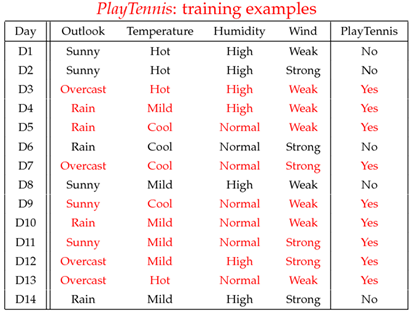 PlayTennis: training examples
Day Outlook Temperature Humidity Wind PlayTennis
D1 Sunny Hot High Weak No
D2 Sunny Hot High Strong No
D3 Overcast Hot High Weak Yes
D4 Rain Mild High Weak Yes
D5 Rain Cool Normal Weak Yes
D6 Rain Cool Normal Strong No
D7 Overcast Cool Normal Strong Yes
D8 Sunny Mild High Weak No
D9 Sunny Cool Normal Weak Yes
D10 Rain Mild Normal Weak Yes
D11 Sunny Mild Normal Strong Yes
D12 Overcast Mild High Strong Yes
D13 Overcast Hot Normal Weak Yes
D14 Rain Mild High Strong No